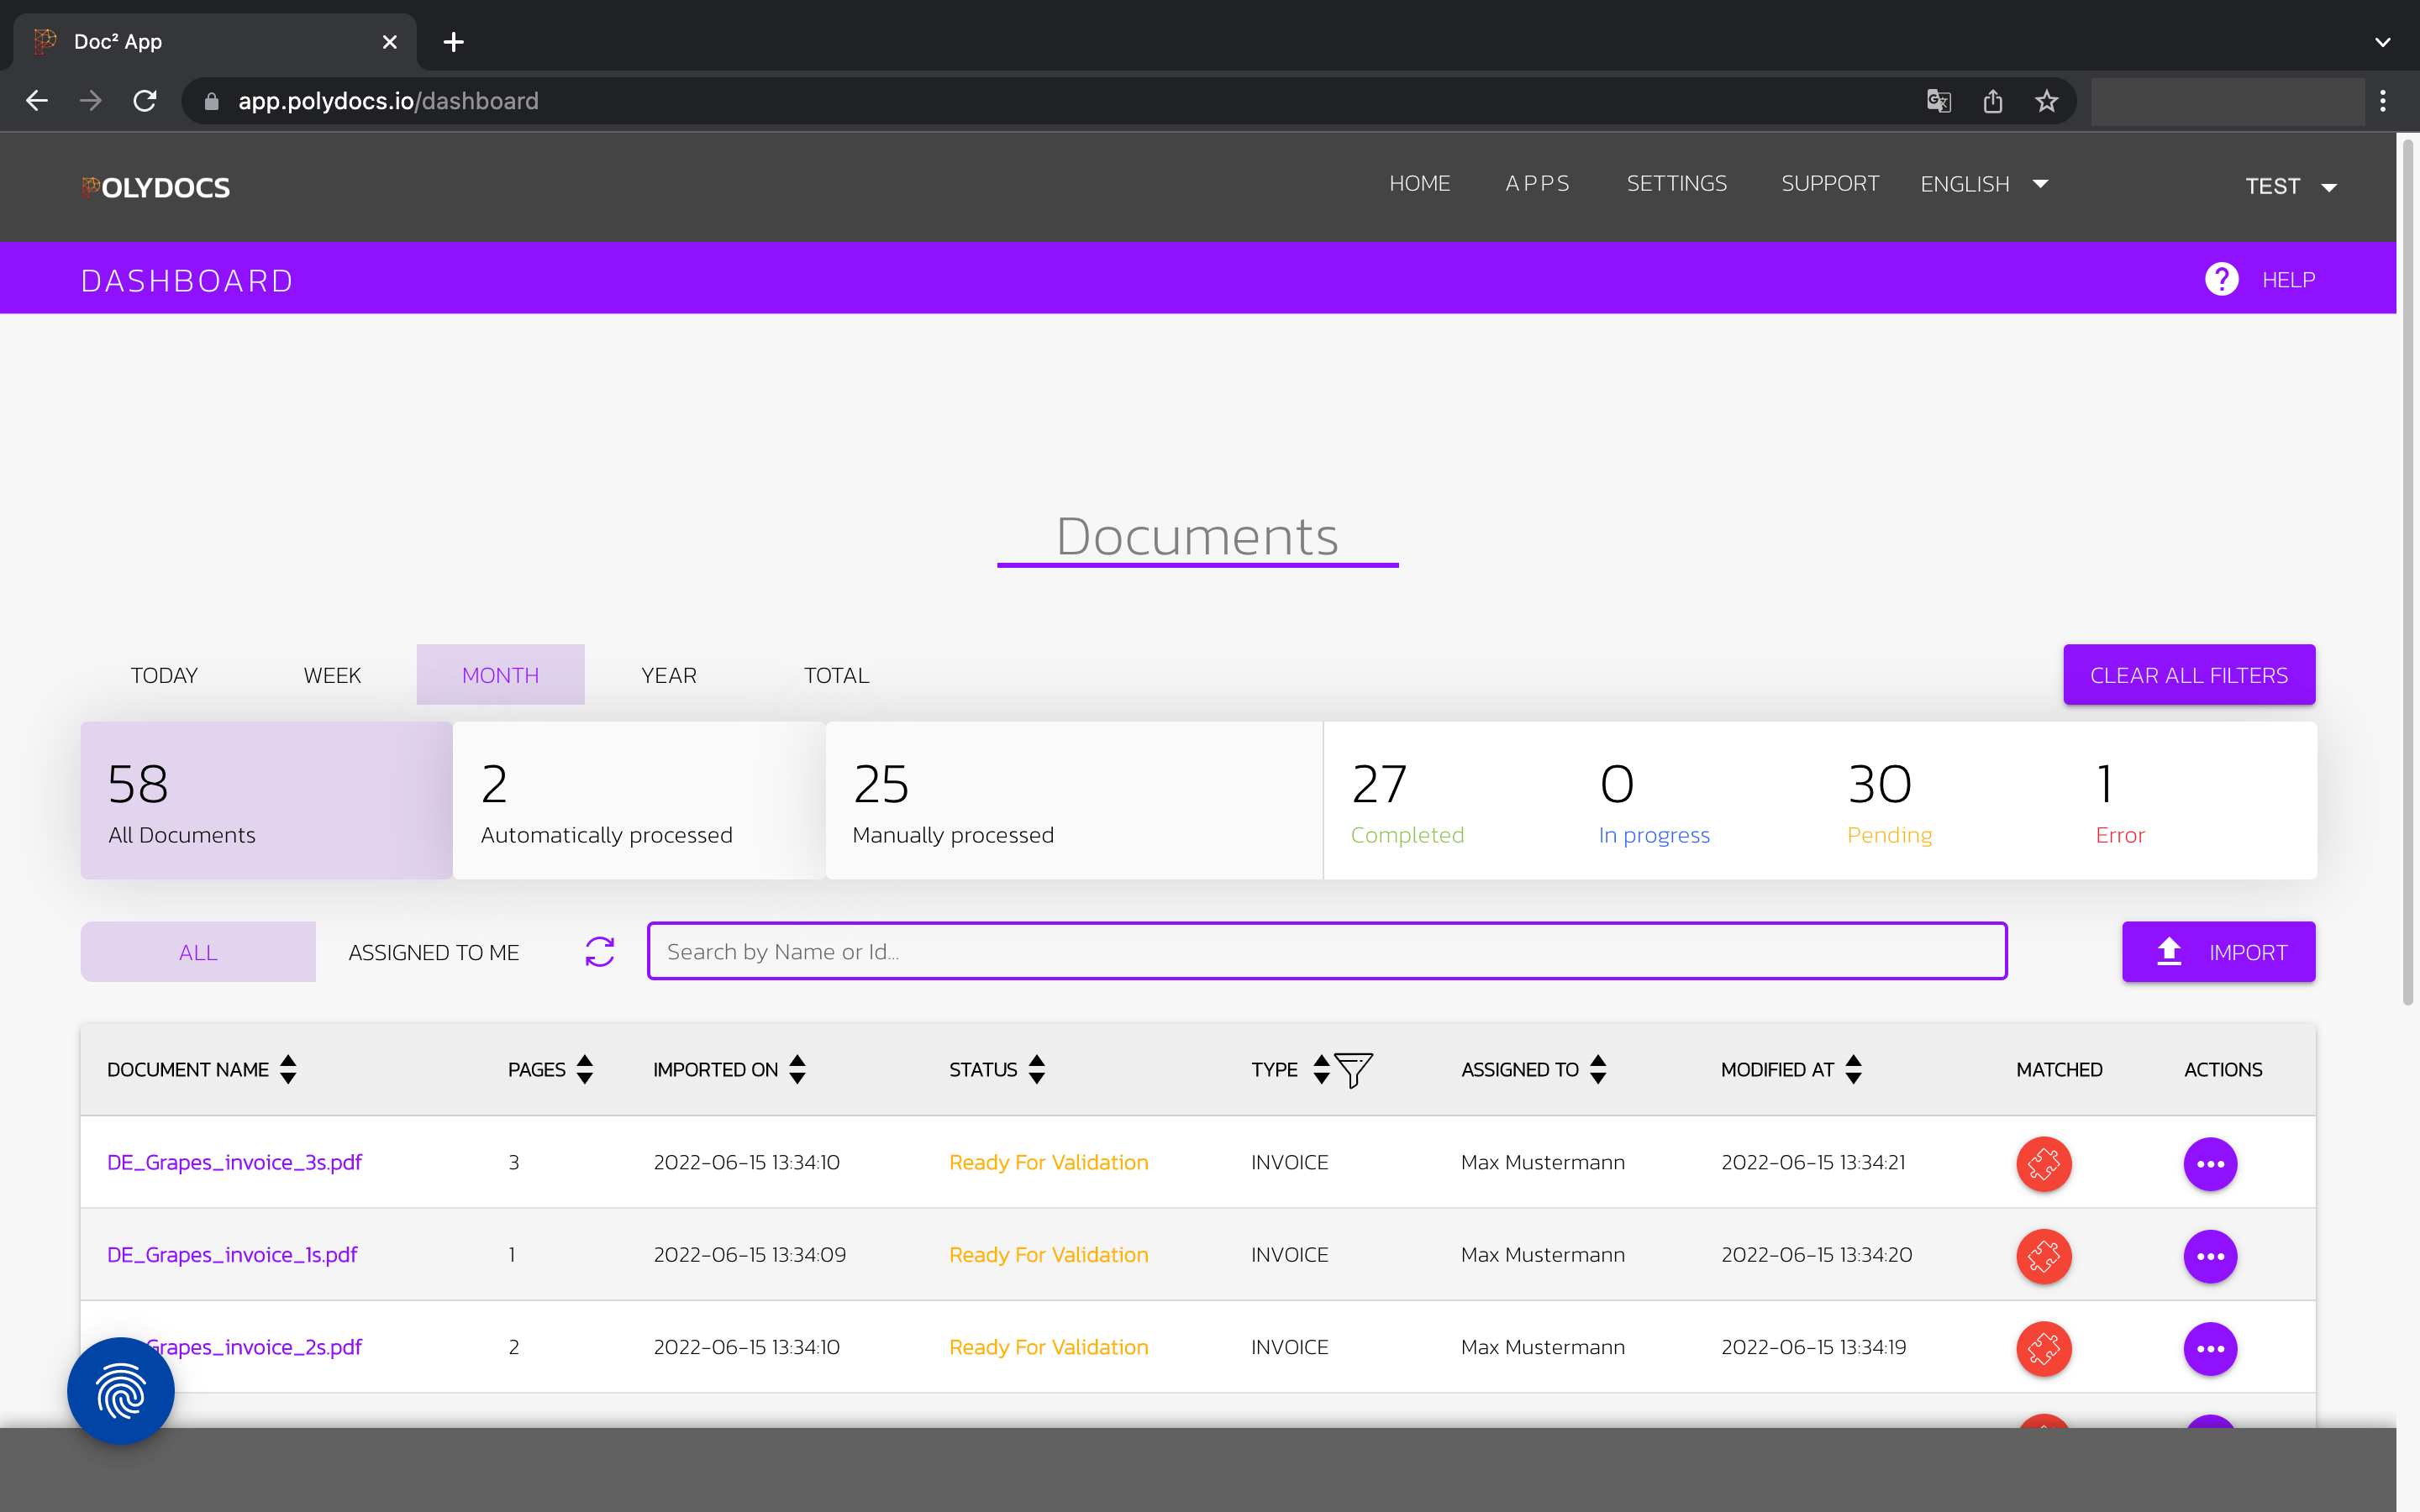 Doc² App
app.polydocs.io/dashboard
POLYDOCS
HOME APPS SETTINGS SUPPORT ENGLISH TEST
DASHBOARD HELP
Documents
TODAY WEEK MONTH YEAR TOTAL CLEAR ALL FILTERS
58 2 25 27 0 30 1
All Documents Automatically processed Manually processed Completed In progress Pending Error
ALL ASSIGNED TO ME Search by Name or Id... IMPORT
DOCUMENT NAME PAGES IMPORTED ON STATUS TYPE ASSIGNED TO MODIFIED AT MATCHED ACTIONS
DE_Grapes_invoice_3s.pdf 3 2022-06-15 13:34:10 Ready For Validation INVOICE Max Mustermann 2022-06-15 13:34:21
DE_Grapes_invoice_1s.pdf 1 2022-06-15 13:34:09 Ready For Validation INVOICE Max Mustermann 2022-06-15 13:34:20
Grapes_invoice_2s.pdf 2 2022-06-15 13:34:10 Ready For Validation INVOICE Max Mustermann 2022-06-15 13:34:19